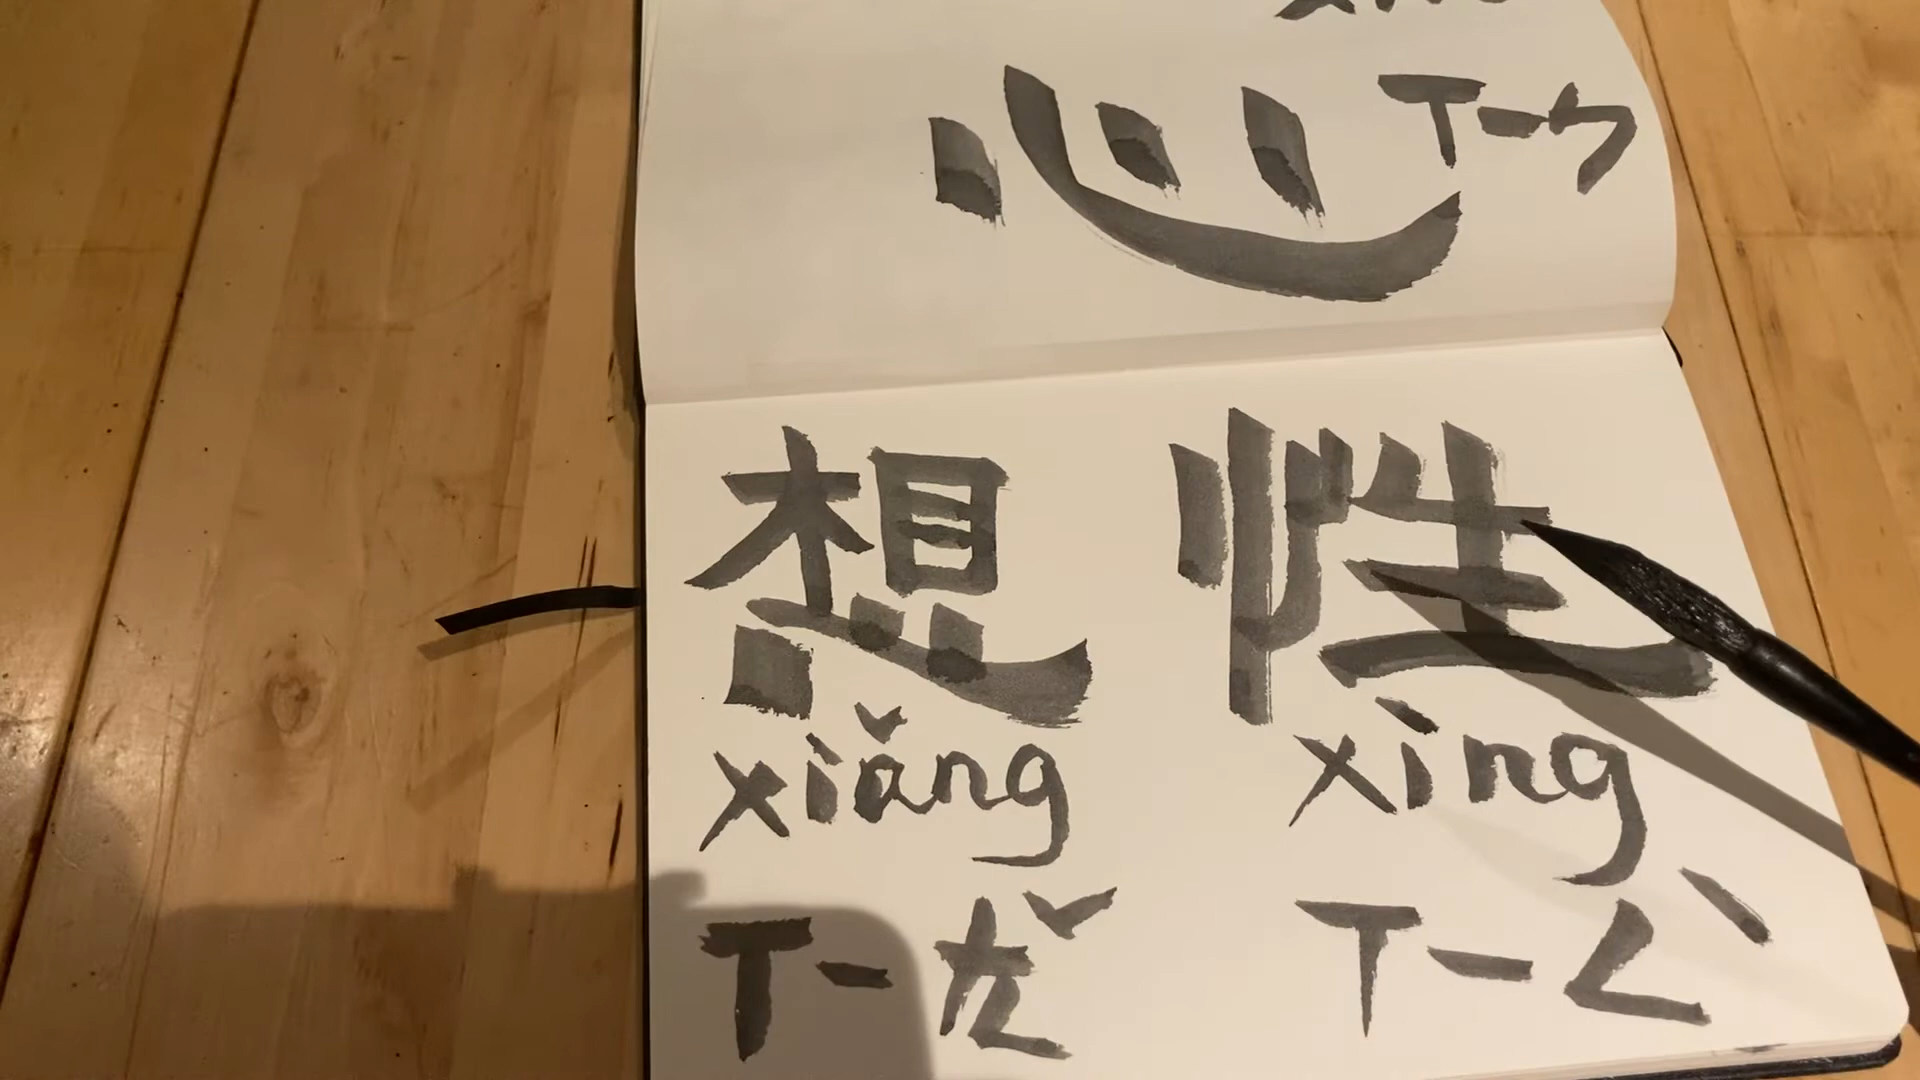 心 ㄒㄧㄣ
想 性
xiǎng xìng
ㄒㄧㄤˇ ㄒㄧㄥˋ